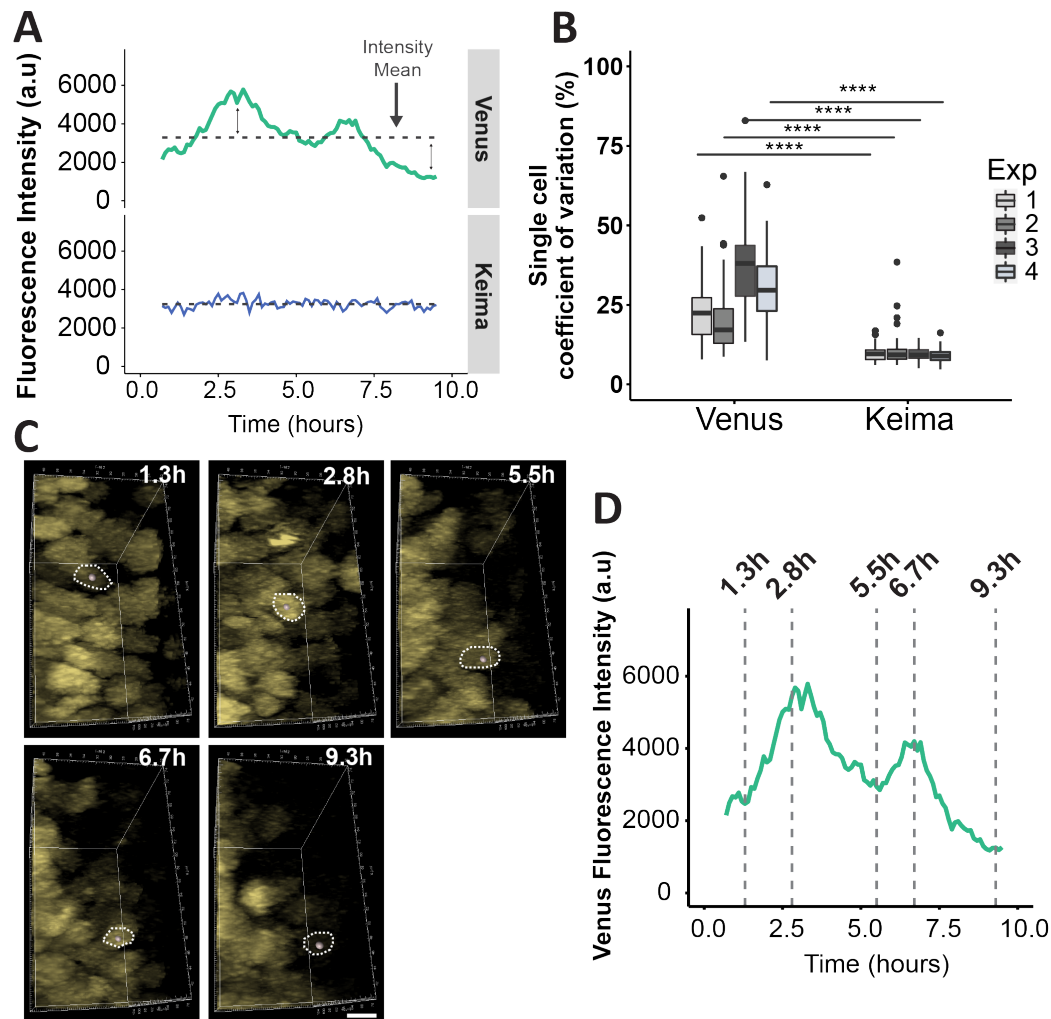 A
Fluorescence Intensity (a.u)
Intensity
Mean
6000
4000
2000
0
Venus
6000
4000
2000
0
Keima
0.0 2.5 5.0 7.5 10.0
Time (hours)
B
Single cell
coefficient of variation (%)
100
75
50
25
0
****
****
****
****
Venus Keima
Exp
1
2
3
4
C
1.3h
2.8h
5.5h
6.7h
9.3h
D
Venus Fluorescence Intensity (a.u)
1.3h 2.8h 5.5h 6.7h 9.3h
6000
4000
2000
0
0.0 2.5 5.0 7.5 10.0
Time (hours)